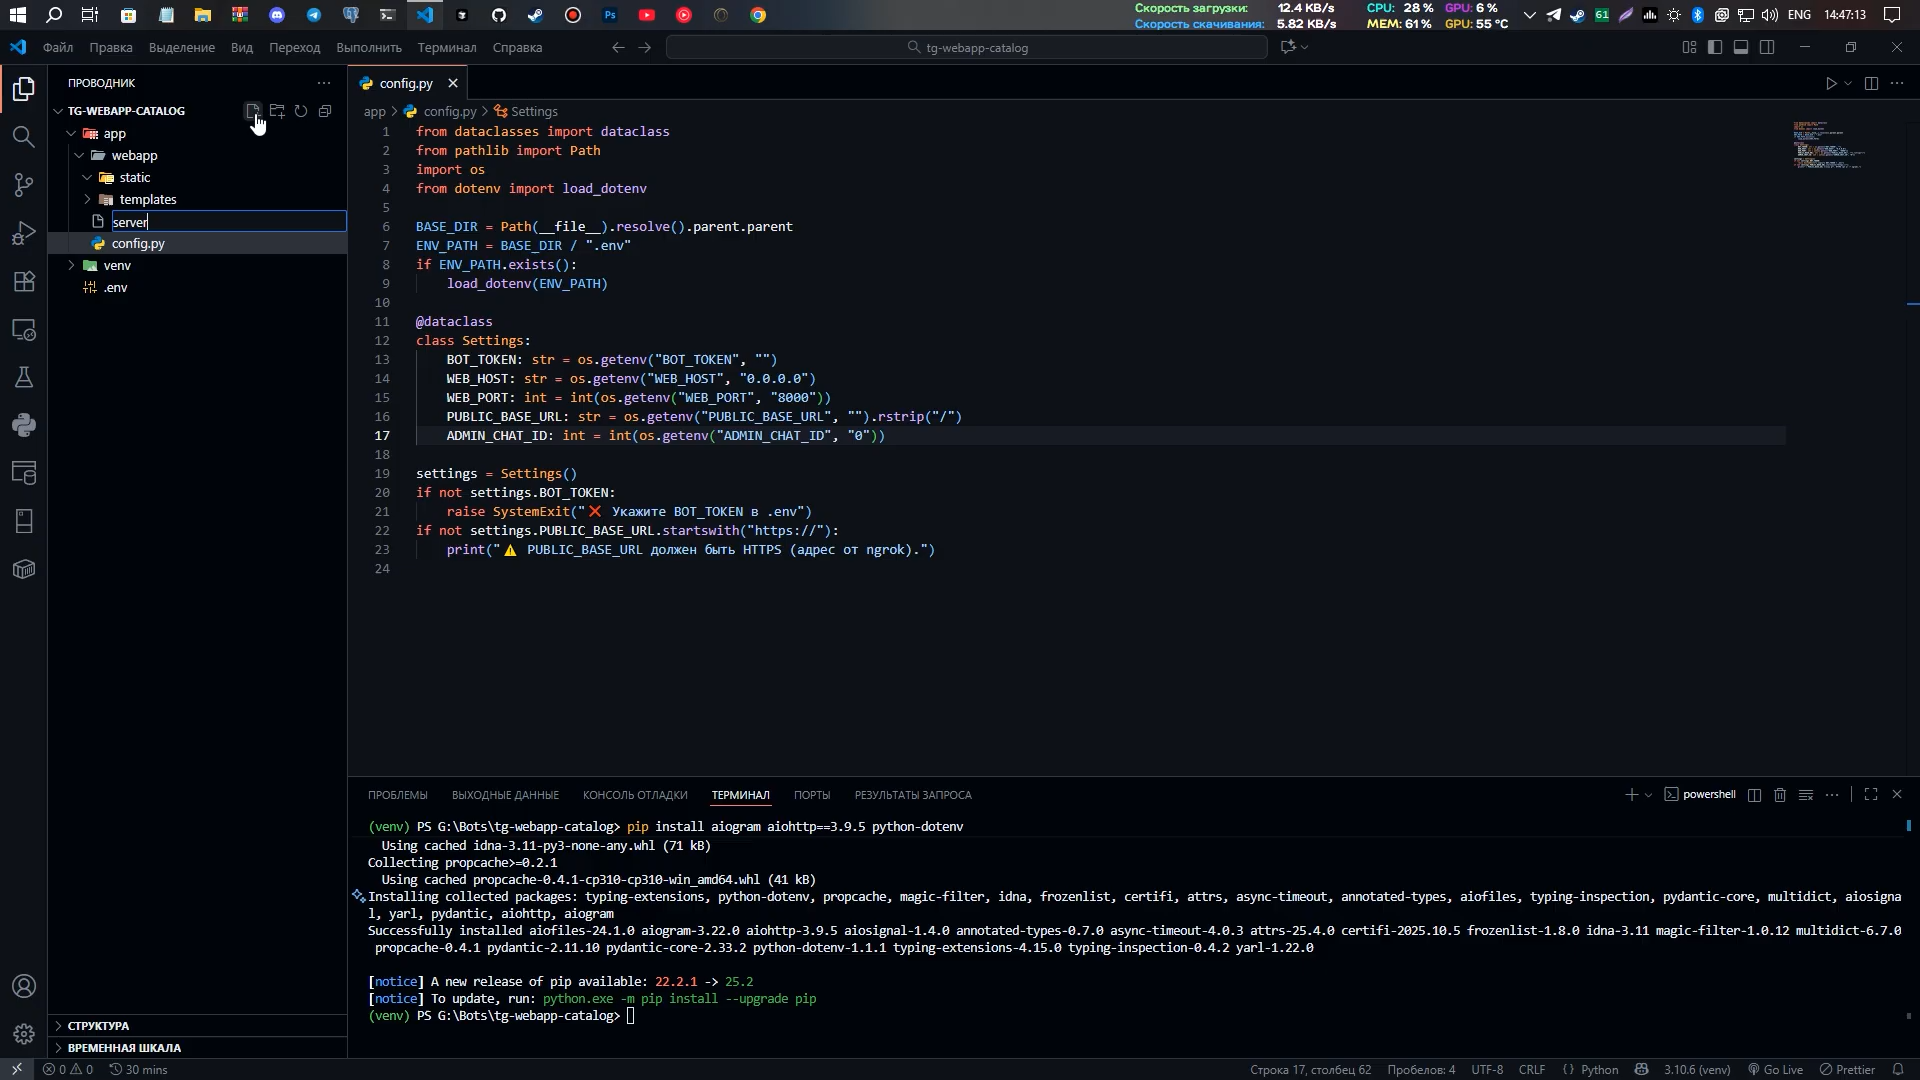 Скорость загрузки: 12.4 KB/s CPU: 28 % GPU: 6 %
Скорость скачивания: 5.82 KB/s MEM: 61 % GPU: 55 °C
61
ENG 14:47:13
Файл Правка Выделение Вид Переход Выполнить Терминал Справка
tg-webapp-catalog
ПРОВОДНИК
config.py
TG-WEBAPP-CATALOG
app > config.py > Settings
app
webapp
static
templates
server
config.py
venv
.env
1 from dataclasses import dataclass
2 from pathlib import Path
3 import os
4 from dotenv import load_dotenv
5
6 BASE_DIR = Path(__file__).resolve().parent.parent
7 ENV_PATH = BASE_DIR / ".env"
8 if ENV_PATH.exists():
9     load_dotenv(ENV_PATH)
10
11 @dataclass
12 class Settings:
13     BOT_TOKEN: str = os.getenv("BOT_TOKEN", "")
14     WEB_HOST: str = os.getenv("WEB_HOST", "0.0.0.0")
15     WEB_PORT: int = int(os.getenv("WEB_PORT", "8000"))
16     PUBLIC_BASE_URL: str = os.getenv("PUBLIC_BASE_URL", "").rstrip("/")
17     ADMIN_CHAT_ID: int = int(os.getenv("ADMIN_CHAT_ID", "0"))
18
19 settings = Settings()
20 if not settings.BOT_TOKEN:
21     raise SystemExit("❌ Укажите BOT_TOKEN в .env")
22 if not settings.PUBLIC_BASE_URL.startswith("https://"):
23     print("⚠️ PUBLIC_BASE_URL должен быть HTTPS (адрес от ngrok).")
24
ПРОБЛЕМЫ ВЫХОДНЫЕ ДАННЫЕ КОНСОЛЬ ОТЛАДКИ ТЕРМИНАЛ ПОРТЫ РЕЗУЛЬТАТЫ ЗАПРОСА
powershell
(venv) PS G:\Bots\tg-webapp-catalog> pip install aiogram aiohttp==3.9.5 python-dotenv
Using cached idna-3.11-py3-none-any.whl (71 kB)
Collecting propcache>=0.2.1
Using cached propcache-0.4.1-cp310-cp310-win_amd64.whl (41 kB)
Installing collected packages: typing-extensions, python-dotenv, propcache, magic-filter, idna, frozenlist, certifi, attrs, async-timeout, annotated-types, aiofiles, typing-inspection, pydantic-core, multidict, aiosigna
l, yarl, pydantic, aiohttp, aiogram
Successfully installed aiofiles-24.1.0 aiogram-3.22.0 aiohttp-3.9.5 aiosignal-1.4.0 annotated-types-0.7.0 async-timeout-4.0.3 attrs-25.4.0 certifi-2025.10.5 frozenlist-1.8.0 idna-3.11 magic-filter-1.0.12 multidict-6.7.0
propcache-0.4.1 pydantic-2.11.10 pydantic-core-2.33.2 python-dotenv-1.1.1 typing-extensions-4.15.0 typing-inspection-0.4.2 yarl-1.22.0
[notice] A new release of pip available: 22.2.1 -> 25.2
[notice] To update, run: python.exe -m pip install --upgrade pip
(venv) PS G:\Bots\tg-webapp-catalog>
СТРУКТУРА
ВРЕМЕННАЯ ШКАЛА
0 0 30 mins
Строка 17, столбец 62 Пробелов: 4 UTF-8 CRLF { } Python 3.10.6 (venv) Go Live Prettier